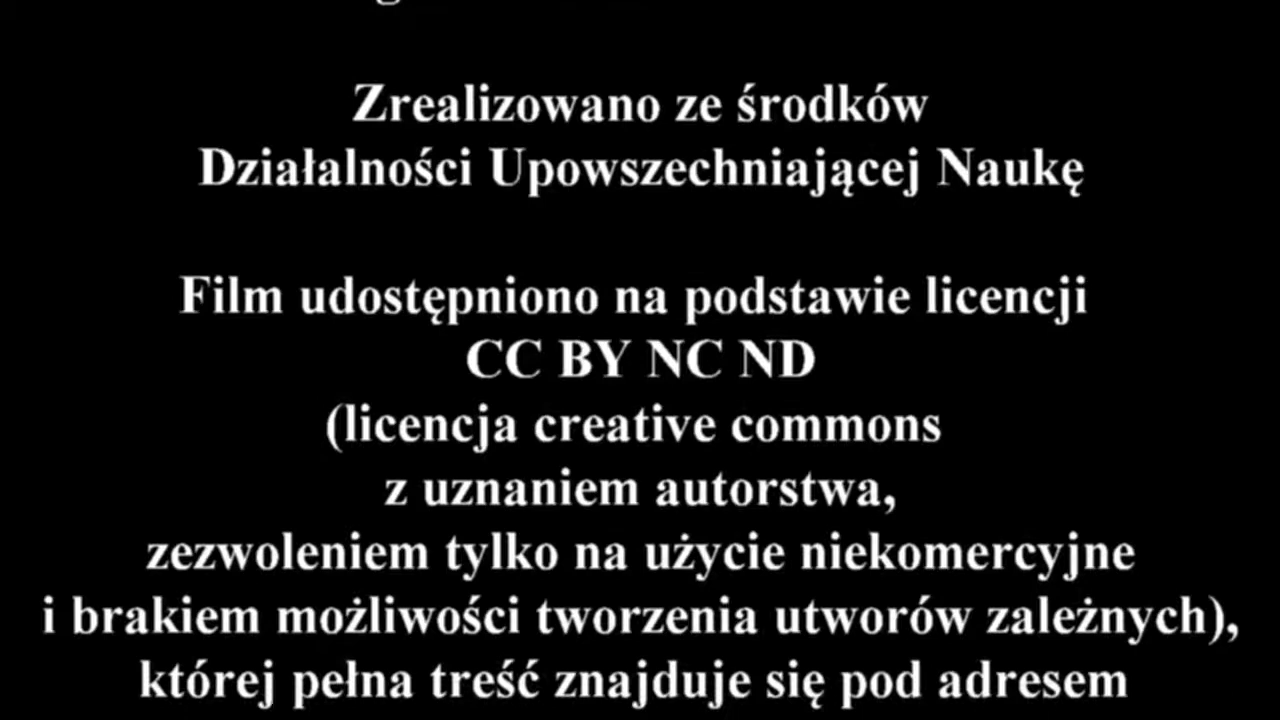 Zrealizowano ze środków
Działalności Upowszechniającej Naukę
Film udostępniono na podstawie licencji
CC BY NC ND
(licencja creative commons
z uznaniem autorstwa,
zezwoleniem tylko na użycie niekomercyjne
i brakiem możliwości tworzenia utworów zależnych),
której pełna treść znajduje się pod adresem